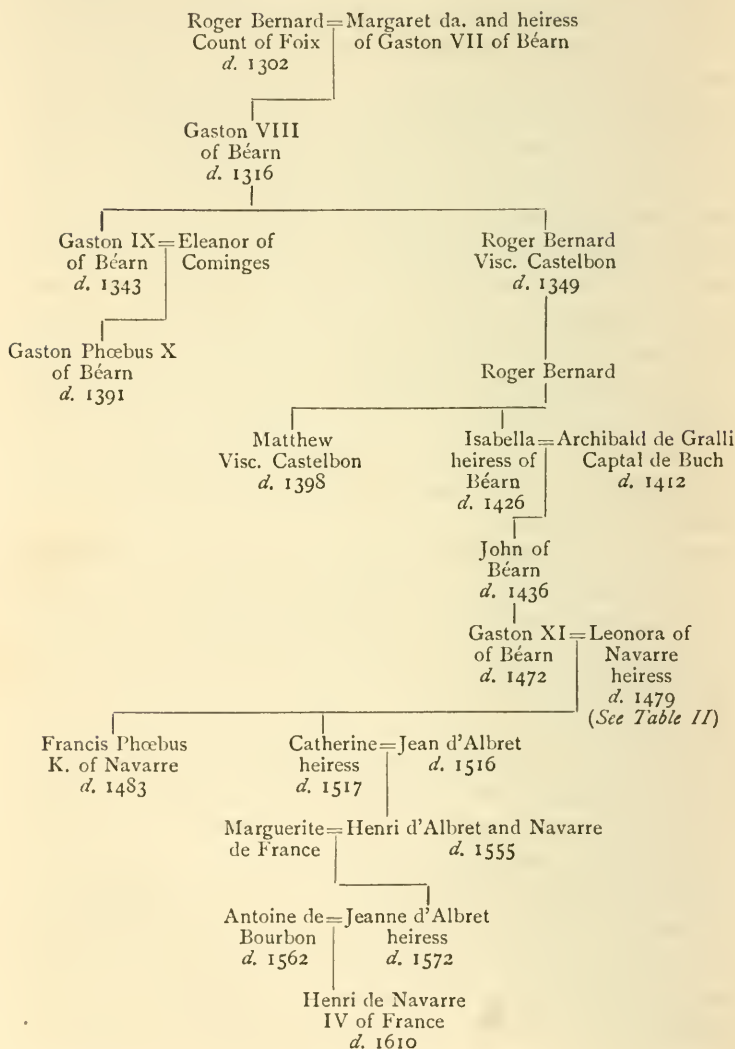 Roger Bernard = Margaret da. and heiress
Count of Foix of Gaston VII of Béarn
d. 1302
Gaston VIII
of Béarn
d. 1316
Gaston IX = Eleanor of
of Béarn Cominges
d. 1343
Roger Bernard
Visc. Castelbon
d. 1349
Gaston Phœbus X
of Béarn
d. 1391
Roger Bernard
Matthew
Visc. Castelbon
d. 1398
Isabella = Archibald de Gralli
heiress of Captal de Buch
Béarn d. 1412
d. 1426
John of
Béarn
d. 1436
Gaston XI = Leonora of
of Béarn Navarre
d. 1472 heiress
d. 1479
(See Table II)
Francis Phœbus
K. of Navarre
d. 1483
Catherine = Jean d'Albret
heiress d. 1516
d. 1517
Marguerite = Henri d'Albret and Navarre
de France d. 1555
Antoine de = Jeanne d'Albret
Bourbon heiress
d. 1562 d. 1572
Henri de Navarre
IV of France
d. 1610